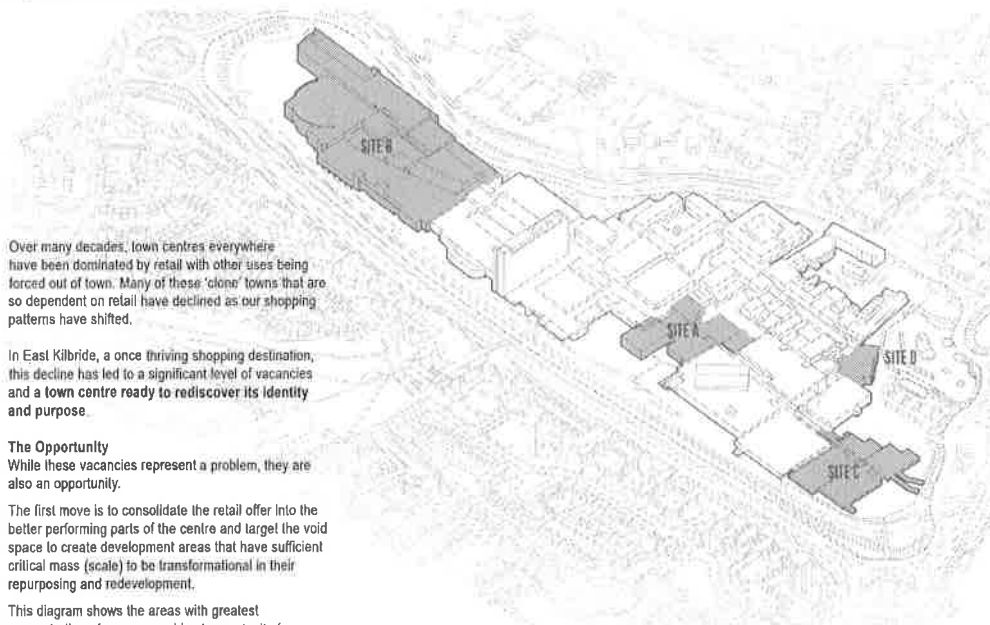 SITE B
Over many decades, town centres everywhere
have been dominated by retail with other uses being
forced out of town. Many of these 'clone' towns that are
so dependent on retail have declined as our shopping
patterns have shifted.
SITE A
SITE D
In East Kilbride, a once thriving shopping destination,
this decline has led to a significant level of vacancies
and a town centre ready to rediscover its identity
and purpose.
The Opportunity
While these vacancies represent a problem, they are
also an opportunity.
SITE C
The first move is to consolidate the retail offer into the
better performing parts of the centre and target the void
space to create development areas that have sufficient
critical mass (scale) to be transformational in their
repurposing and redevelopment.
This diagram shows the areas with greatest